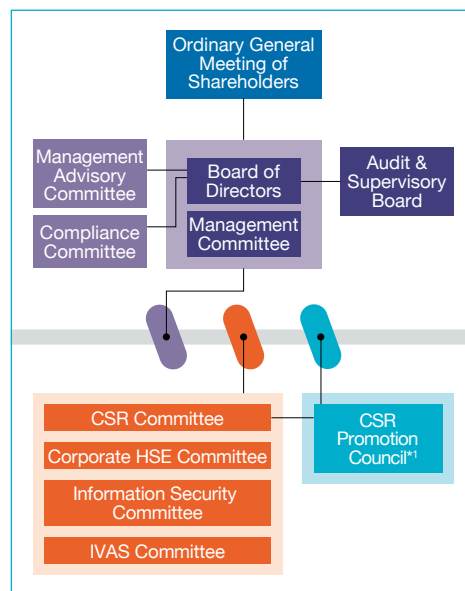 Ordinary General
Meeting of
Shareholders
Management
Advisory
Committee
Board of
Directors
Audit &
Supervisory
Board
Compliance
Committee
Management
Committee
CSR Committee
CSR
Promotion
Council*1
Corporate HSE Committee
Information Security
Committee
IVAS Committee